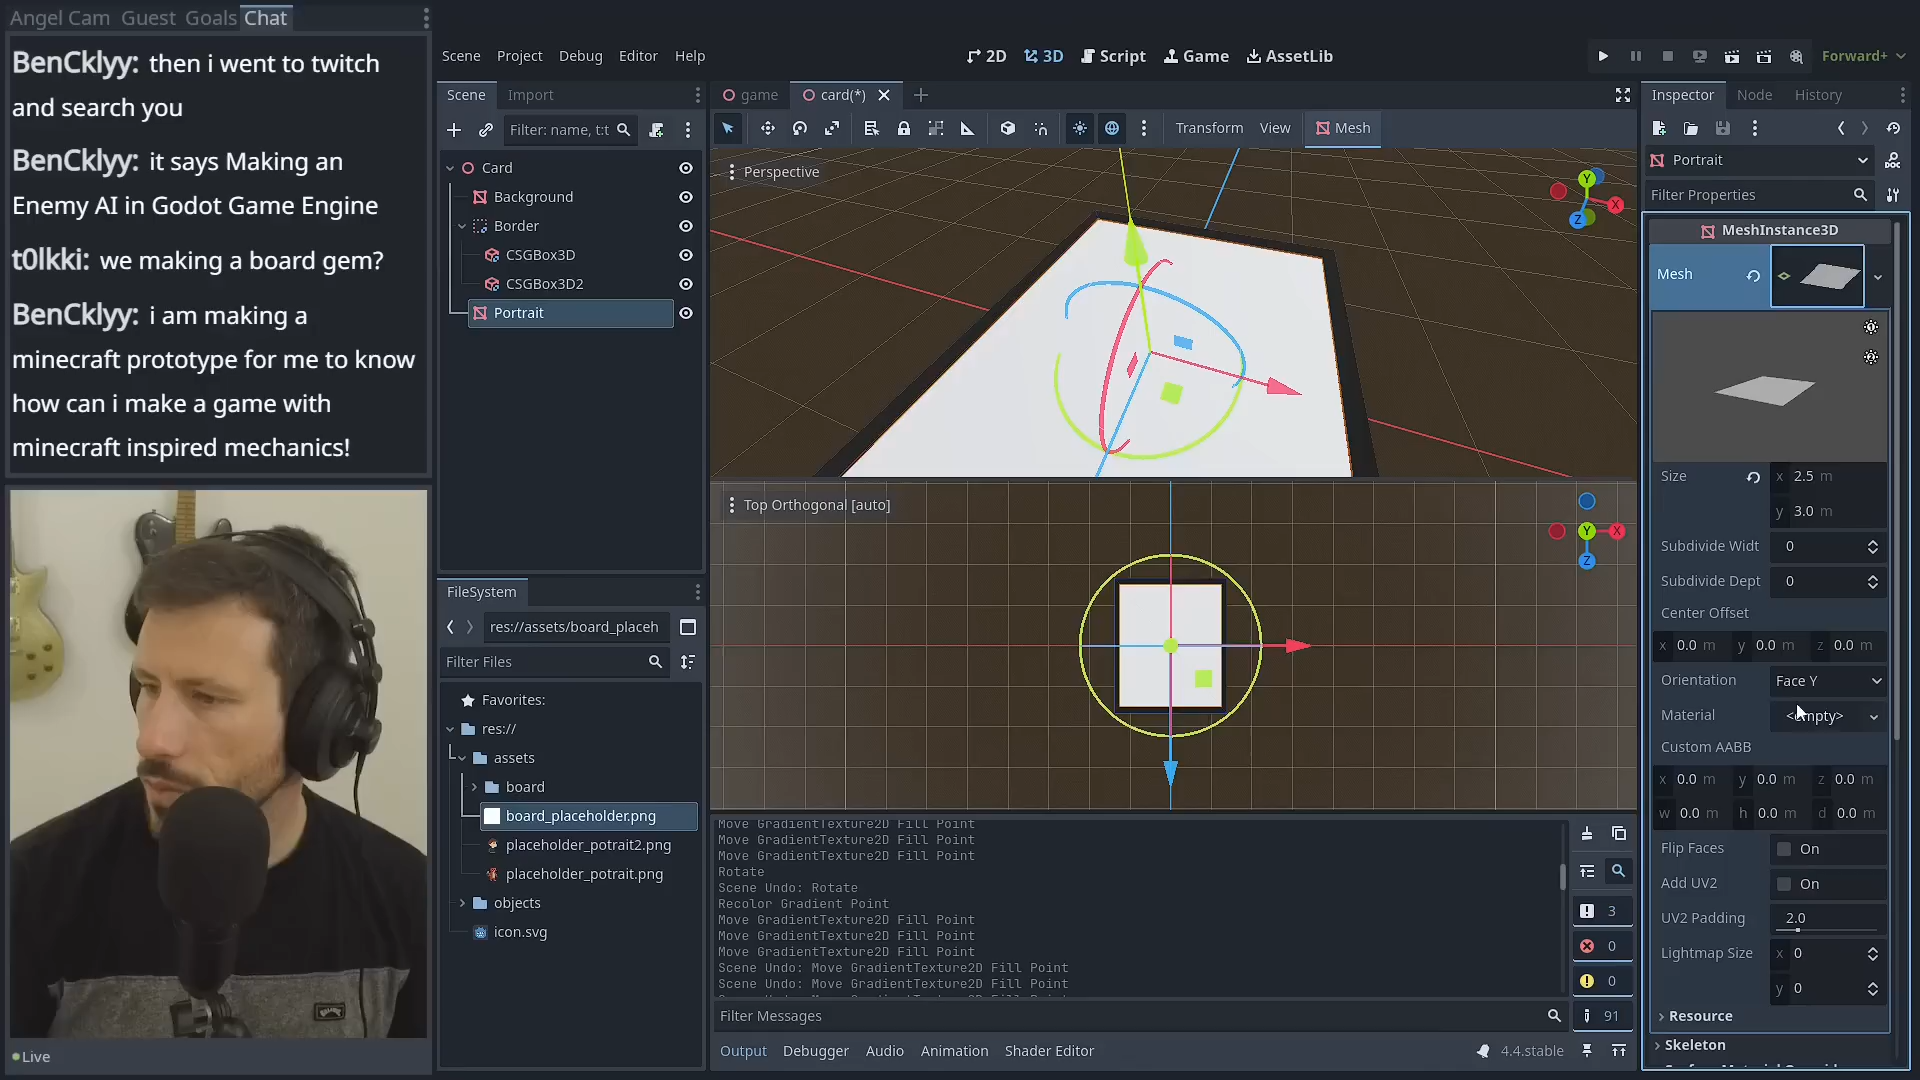 Angel Cam Guest Goals Chat
BenCklyy: then i went to twitch
and search you
BenCklyy: it says Making an
Enemy AI in Godot Game Engine
t0lkki: we making a board gem?
BenCklyy: i am making a
minecraft prototype for me to know
how can i make a game with
minecraft inspired mechanics!
Live
Scene Project Debug Editor Help
2D 3D Script Game AssetLib
Forward+
Scene Import
Filter: name, t:t
Card
Background
Border
CSGBox3D
CSGBox3D2
Portrait
FileSystem
res://assets/board_placeh
Filter Files
Favorites:
res://
assets
board
board_placeholder.png
placeholder_potrait2.png
placeholder_potrait.png
objects
icon.svg
game card(*)
Transform View Mesh
Perspective
Y
X
Z
Top Orthogonal [auto]
Y X
Z
Move GradientTexture2D Fill Point
Move GradientTexture2D Fill Point
Move GradientTexture2D Fill Point
Rotate
Scene Undo: Rotate
Recolor Gradient Point
Move GradientTexture2D Fill Point
Move GradientTexture2D Fill Point
Move GradientTexture2D Fill Point
Scene Undo: Move GradientTexture2D Fill Point
Scene Undo: Move GradientTexture2D Fill Point
3
0
0
91
Filter Messages
Output Debugger Audio Animation Shader Editor
4.4.stable
Inspector Node History
Portrait
Filter Properties
MeshInstance3D
Mesh
Size x 2.5 m
y 3.0 m
Subdivide Widt 0
Subdivide Dept 0
Center Offset
x 0.0 m y 0.0 m z 0.0 m
Orientation Face Y
Material <empty>
Custom AABB
x 0.0 m y 0.0 m z 0.0 m
w 0.0 m h 0.0 m d 0.0 m
Flip Faces On
Add UV2 On
UV2 Padding 2.0
Lightmap Size x 0
y 0
Resource
Skeleton